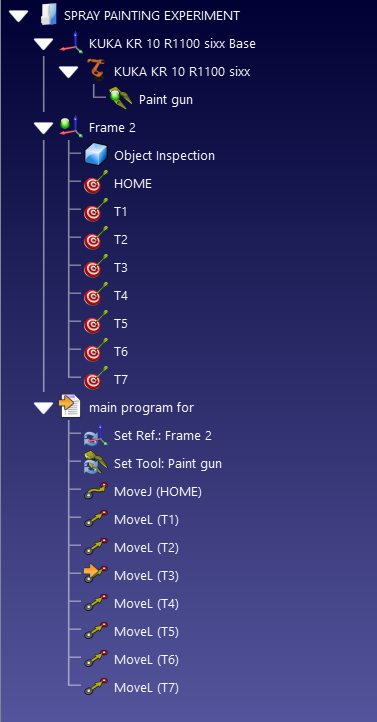 SPRAY PAINTING EXPERIMENT
KUKA KR 10 R1100 sixx Base
KUKA KR 10 R1100 sixx
Paint gun
Frame 2
Object Inspection
HOME
T1
T2
T3
T4
T5
T6
T7
main program for
Set Ref.: Frame 2
Set Tool: Paint gun
MoveJ (HOME)
MoveL (T1)
MoveL (T2)
MoveL (T3)
MoveL (T4)
MoveL (T5)
MoveL (T6)
MoveL (T7)